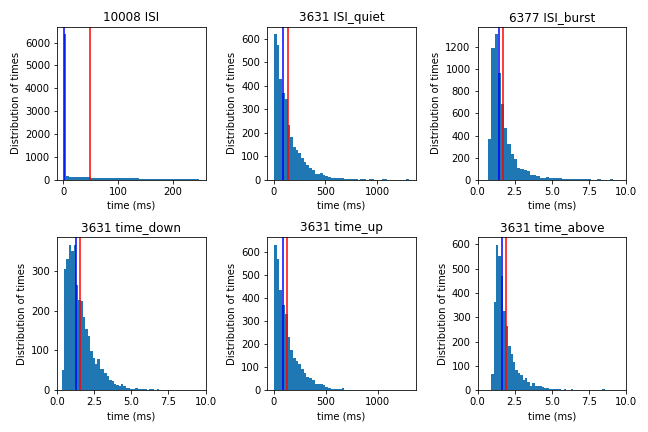 10008 ISI
Distribution of times
6000
5000
4000
3000
2000
1000
0
0 100 200
time (ms)
3631 ISI_quiet
Distribution of times
600
500
400
300
200
100
0
0 500 1000
time (ms)
6377 ISI_burst
Distribution of times
1200
1000
800
600
400
200
0
0.0 2.5 5.0 7.5 10.0
time (ms)
3631 time_down
Distribution of times
300
200
100
0
0.0 2.5 5.0 7.5 10.0
time (ms)
3631 time_up
Distribution of times
600
500
400
300
200
100
0
0 500 1000
time (ms)
3631 time_above
Distribution of times
600
500
400
300
200
100
0
0.0 2.5 5.0 7.5 10.0
time (ms)